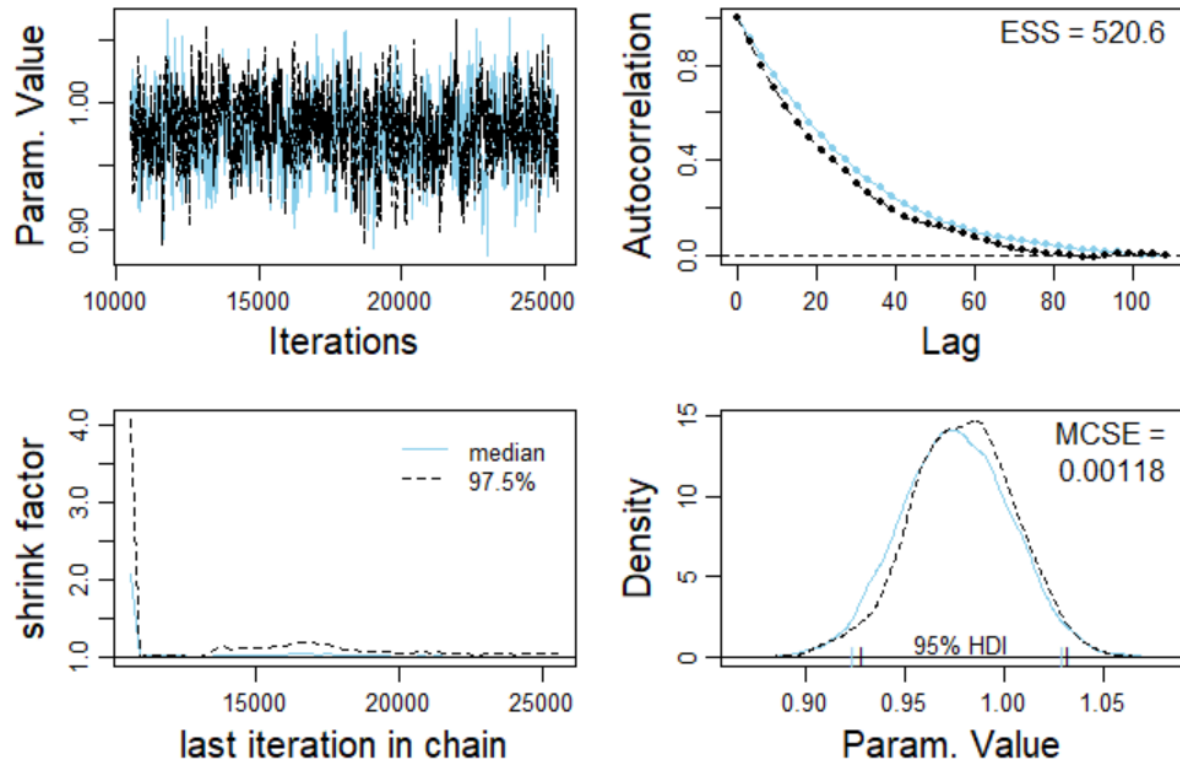 Param. Value
1.00
0.90
10000 15000 20000 25000
Iterations
Autocorrelation
0.8
0.4
0.0
ESS = 520.6
0 20 40 60 80 100
Lag
shrink factor
4.0
3.0
2.0
1.0
median
97.5%
15000 20000 25000
last iteration in chain
Density
15
10
5
0
MCSE =
0.00118
95% HDI
0.90 0.95 1.00 1.05
Param. Value